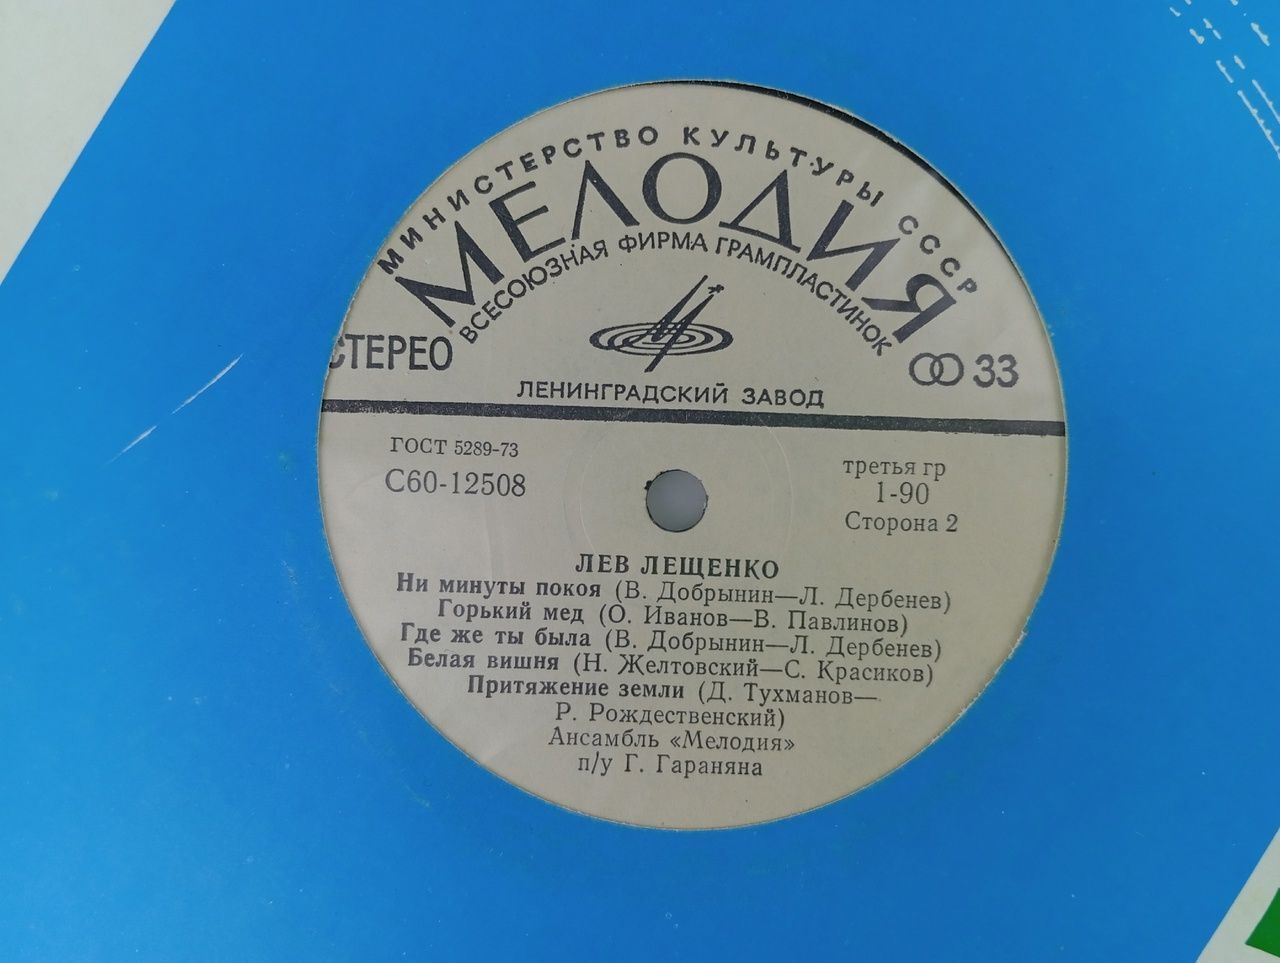 МИНИСТЕРСТВО КУЛЬТУРЫ СССР
МЕЛОДИЯ
ВСЕСОЮЗНАЯ ФИРМА ГРАМПЛАСТИНОК
СТЕРЕО
33
ЛЕНИНГРАДСКИЙ ЗАВОД
ГОСТ 5289-73
С60-12508
третья гр
1-90
Сторона 2
ЛЕВ ЛЕЩЕНКО
Ни минуты покоя (В. Добрынин—Л. Дербенев)
Горький мед (О. Иванов—В. Павлинов)
Где же ты была (В. Добрынин—Л. Дербенев)
Белая вишня (Н. Желтовский—С. Красиков)
Притяжение земли (Д. Тухманов—
Р. Рождественский)
Ансамбль «Мелодия»
п/у Г. Гараняна